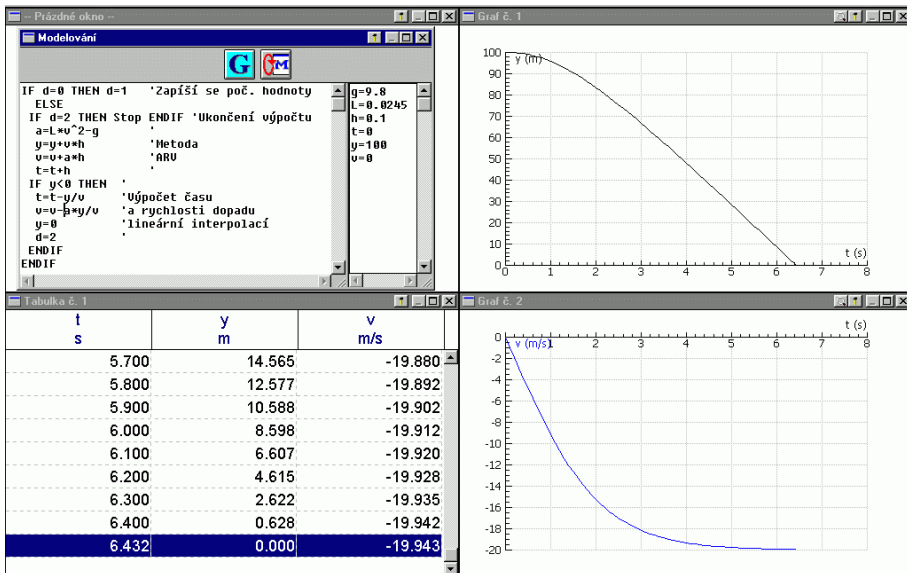 -- Prázdné okno --
Modelování
G M
IF d=0 THEN d=1 'Zapíší se poč. hodnoty
ELSE
IF d=2 THEN Stop ENDIF 'Ukončení výpočtu
a=L*v^2-g '
y=y+v*h 'Metoda
v=v+a*h 'ARV
t=t+h '
IF y<0 THEN '
t=t-y/v 'Výpočet času
v=v-a*y/v 'a rychlosti dopadu
y=0 'lineární interpolací
d=2 '
ENDIF
ENDIF
g=9.8
L=0.0245
h=0.1
t=0
y=100
v=0
Graf č. 1
y (m)
100
90
80
70
60
50
40
30
20
10
0
0 1 2 3 4 5 6 7 8
t (s)
Tabulka č. 1
t y v
s m m/s
5.700 14.565 -19.880
5.800 12.577 -19.892
5.900 10.588 -19.902
6.000 8.598 -19.912
6.100 6.607 -19.920
6.200 4.615 -19.928
6.300 2.622 -19.935
6.400 0.628 -19.942
6.432 0.000 -19.943
Graf č. 2
t (s)
v (m/s)
1 2 3 4 5 6 7 8
0
-2
-4
-6
-8
-10
-12
-14
-16
-18
-20